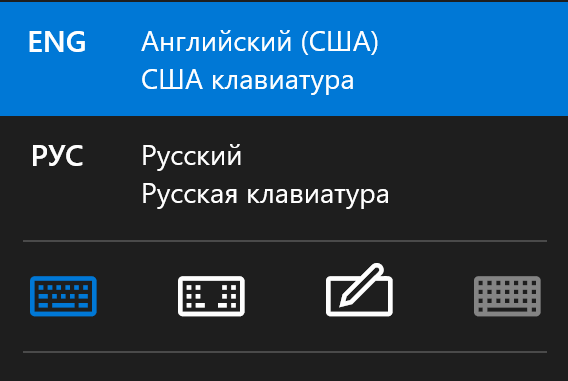 ENG Английский (США)
США клавиатура
РУС Русский
Русская клавиатура